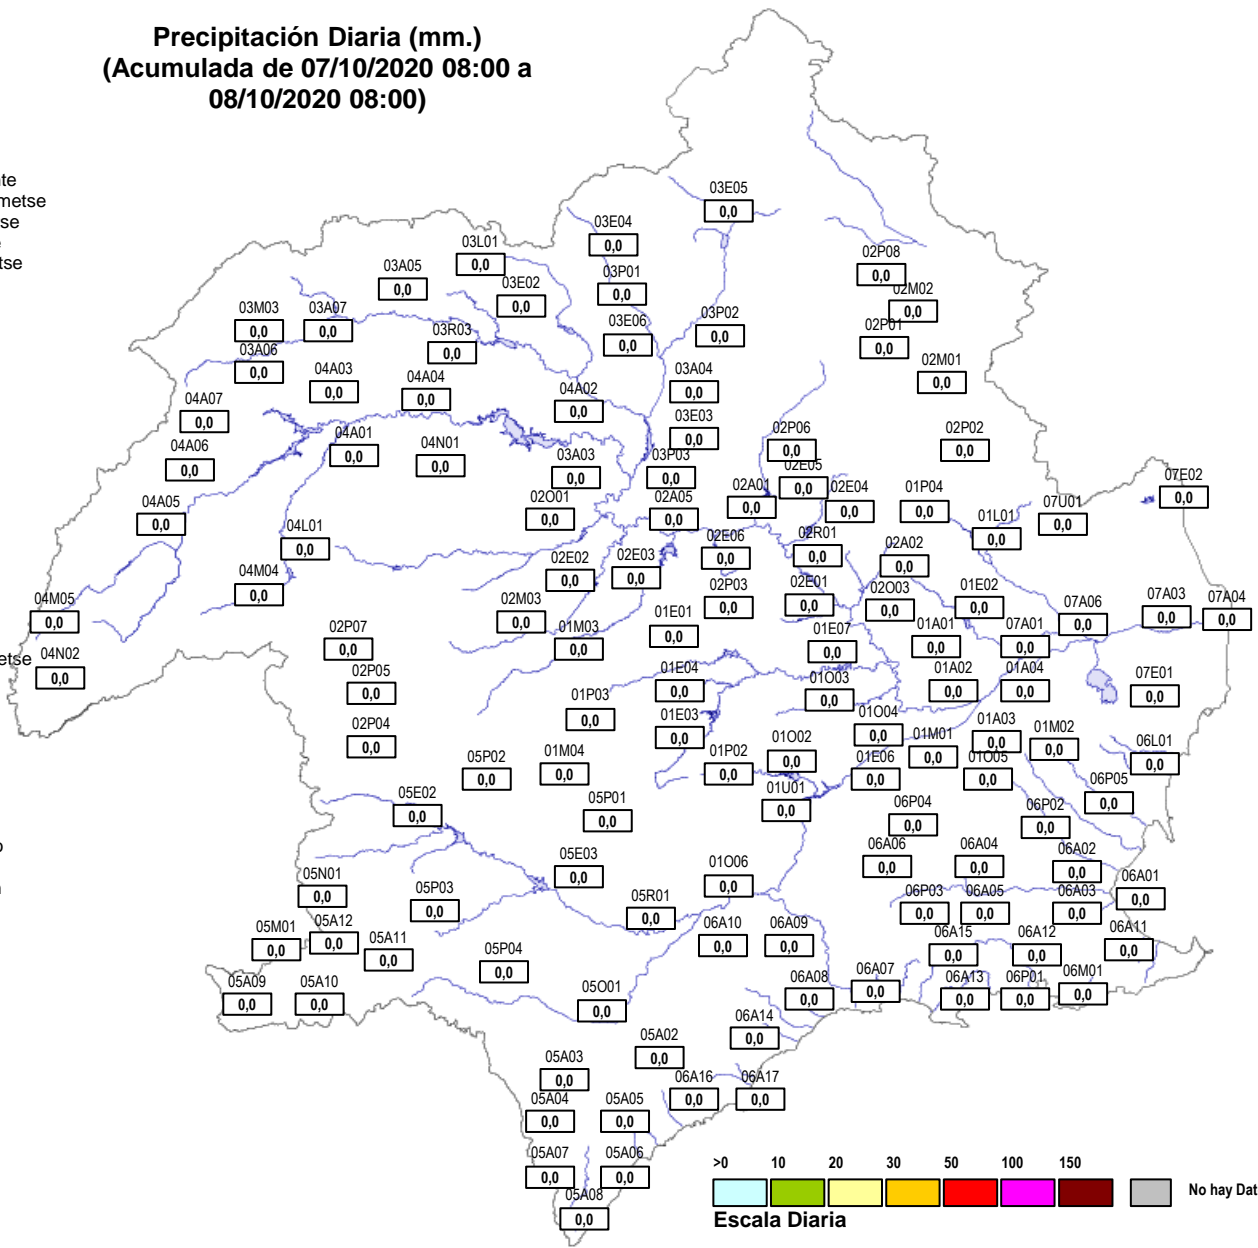 Precipitación Diaria (mm.)
(Acumulada de 07/10/2020 08:00 a
08/10/2020 08:00)
te
metse
se
tse
03E05
0,0
03E04
0,0
03L01
0,0
02P08
0,0
03A05
0,0
03P01
0,0
03E02
0,0
02M02
0,0
03M03
0,0
03A07
0,0
03P02
0,0
03E06
0,0
03R03
0,0
02P01
0,0
03A06
0,0
02M01
0,0
04A03
0,0
04A04
0,0
03A04
0,0
04A02
0,0
04A07
0,0
03E03
0,0
04A01
0,0
04N01
0,0
02P06
0,0
02P02
0,0
04A06
0,0
03A03
0,0
03P03
0,0
02E05
0,0
07E02
0,0
02A01
0,0
02E04
0,0
01P04
0,0
04A05
0,0
02O01
0,0
02A05
0,0
07U01
0,0
01L01
0,0
04L01
0,0
02E06
0,0
02R01
0,0
02A02
0,0
02E02
0,0
02E03
0,0
04M04
0,0
02P03
0,0
02E01
0,0
02O03
0,0
01E02
0,0
04M05
0,0
02M03
0,0
07A06
0,0
07A03
0,0
07A04
0,0
01E01
0,0
02P07
0,0
01M03
0,0
01E07
0,0
01A01
0,0
07A01
0,0
etse
04N02
0,0
02P05
0,0
01E04
0,0
01O03
0,0
01A02
0,0
01A04
0,0
07E01
0,0
01P03
0,0
02P04
0,0
01E03
0,0
01O04
0,0
01A03
0,0
01M02
0,0
01M01
0,0
05P02
0,0
01M04
0,0
01P02
0,0
01O02
0,0
01E06
0,0
01O05
0,0
06L01
0,0
05E02
0,0
05P01
0,0
01U01
0,0
06P04
0,0
06P02
0,0
06P05
0,0
o
05E03
0,0
06A06
0,0
06A04
0,0
06A02
0,0
05N01
0,0
05P03
0,0
01O06
0,0
06A01
0,0
05R01
0,0
06P03
0,0
06A05
0,0
06A03
0,0
05M01
0,0
05A12
0,0
05A11
0,0
06A10
0,0
06A09
0,0
06A15
0,0
06A12
0,0
06A11
0,0
05P04
0,0
05A09
0,0
05A10
0,0
05O01
0,0
06A08
0,0
06A07
0,0
06A13
0,0
06P01
0,0
06M01
0,0
06A14
0,0
05A02
0,0
05A03
0,0
06A16
0,0
06A17
0,0
05A04
0,0
05A05
0,0
05A07
0,0
05A06
0,0
05A08
0,0
>0 10 20 30 50 100 150
No hay Dat
Escala Diaria